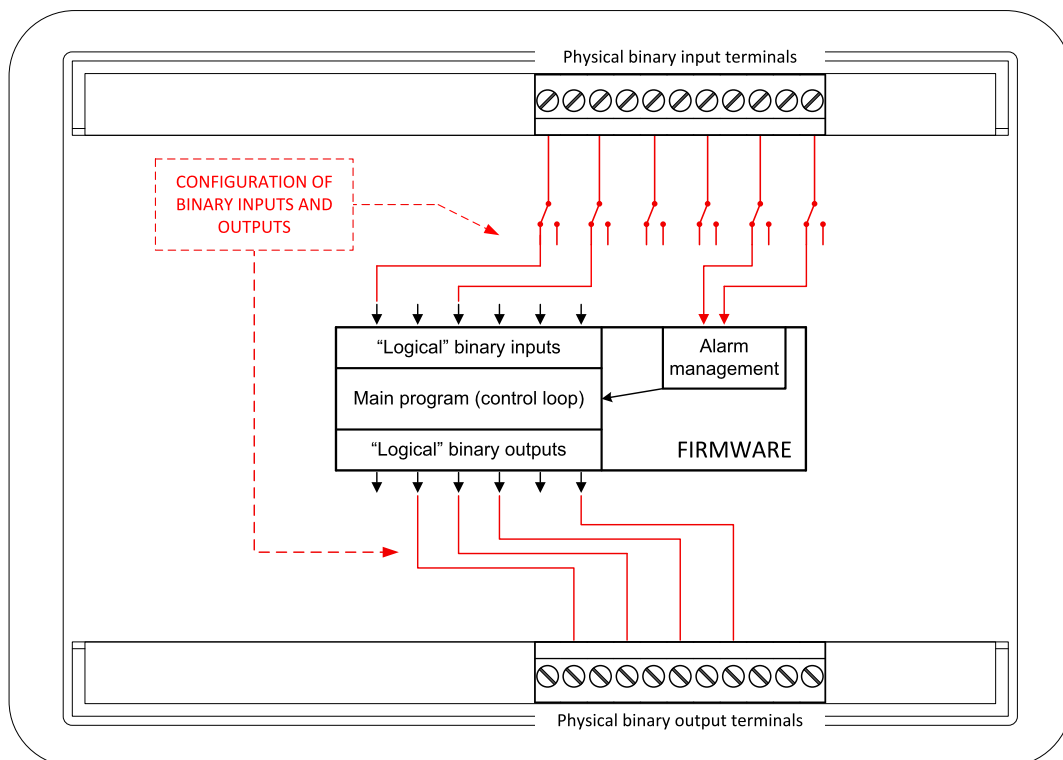 Physical binary input terminals
CONFIGURATION OF
BINARY INPUTS AND
OUTPUTS
“Logical” binary inputs
Alarm
management
Main program (control loop)
“Logical” binary outputs
FIRMWARE
Physical binary output terminals